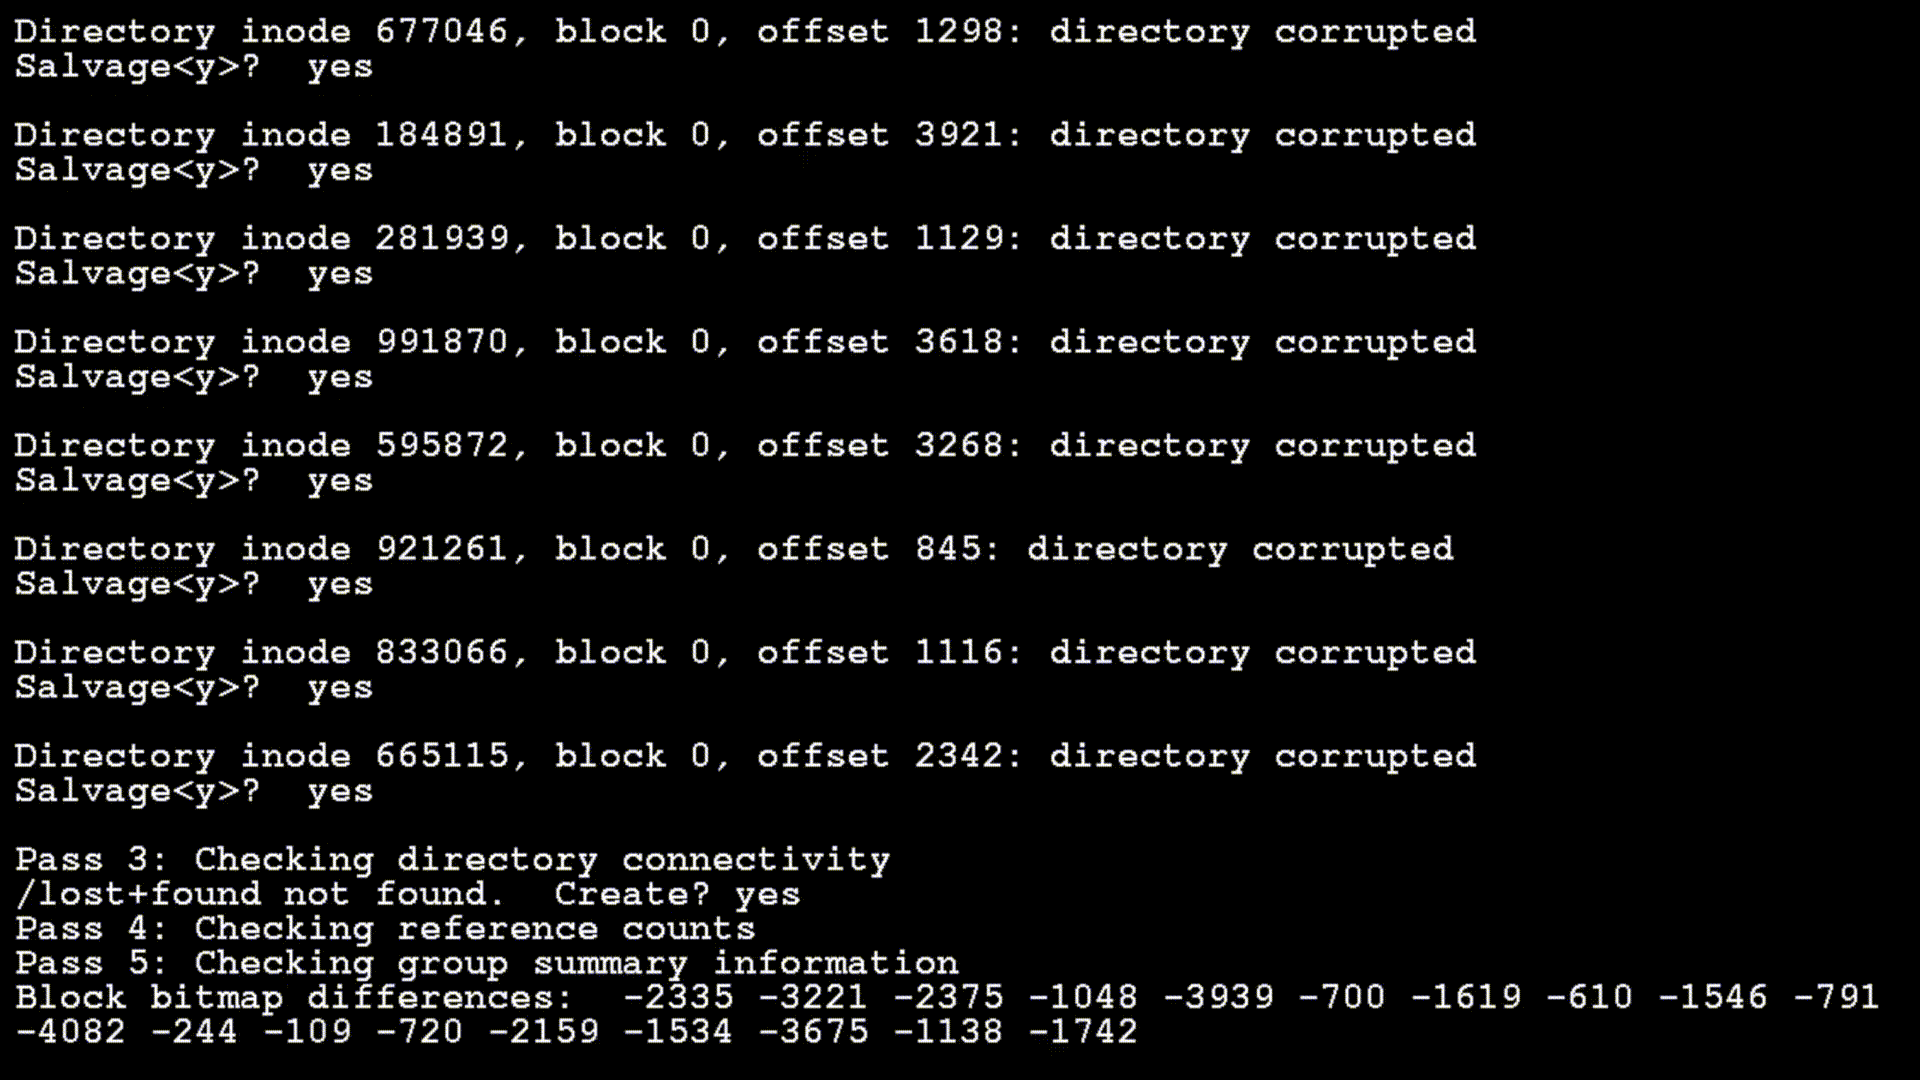 Directory inode 677046, block 0, offset 1298: directory corrupted
Salvage<y>?  yes
Directory inode 184891, block 0, offset 3921: directory corrupted
Salvage<y>?  yes
Directory inode 281939, block 0, offset 1129: directory corrupted
Salvage<y>?  yes
Directory inode 991870, block 0, offset 3618: directory corrupted
Salvage<y>?  yes
Directory inode 595872, block 0, offset 3268: directory corrupted
Salvage<y>?  yes
Directory inode 921261, block 0, offset 845: directory corrupted
Salvage<y>?  yes
Directory inode 833066, block 0, offset 1116: directory corrupted
Salvage<y>?  yes
Directory inode 665115, block 0, offset 2342: directory corrupted
Salvage<y>?  yes
Pass 3: Checking directory connectivity
/lost+found not found.  Create? yes
Pass 4: Checking reference counts
Pass 5: Checking group summary information
Block bitmap differences:  -2335 -3221 -2375 -1048 -3939 -700 -1619 -610 -1546 -791
-4082 -244 -109 -720 -2159 -1534 -3675 -1138 -1742